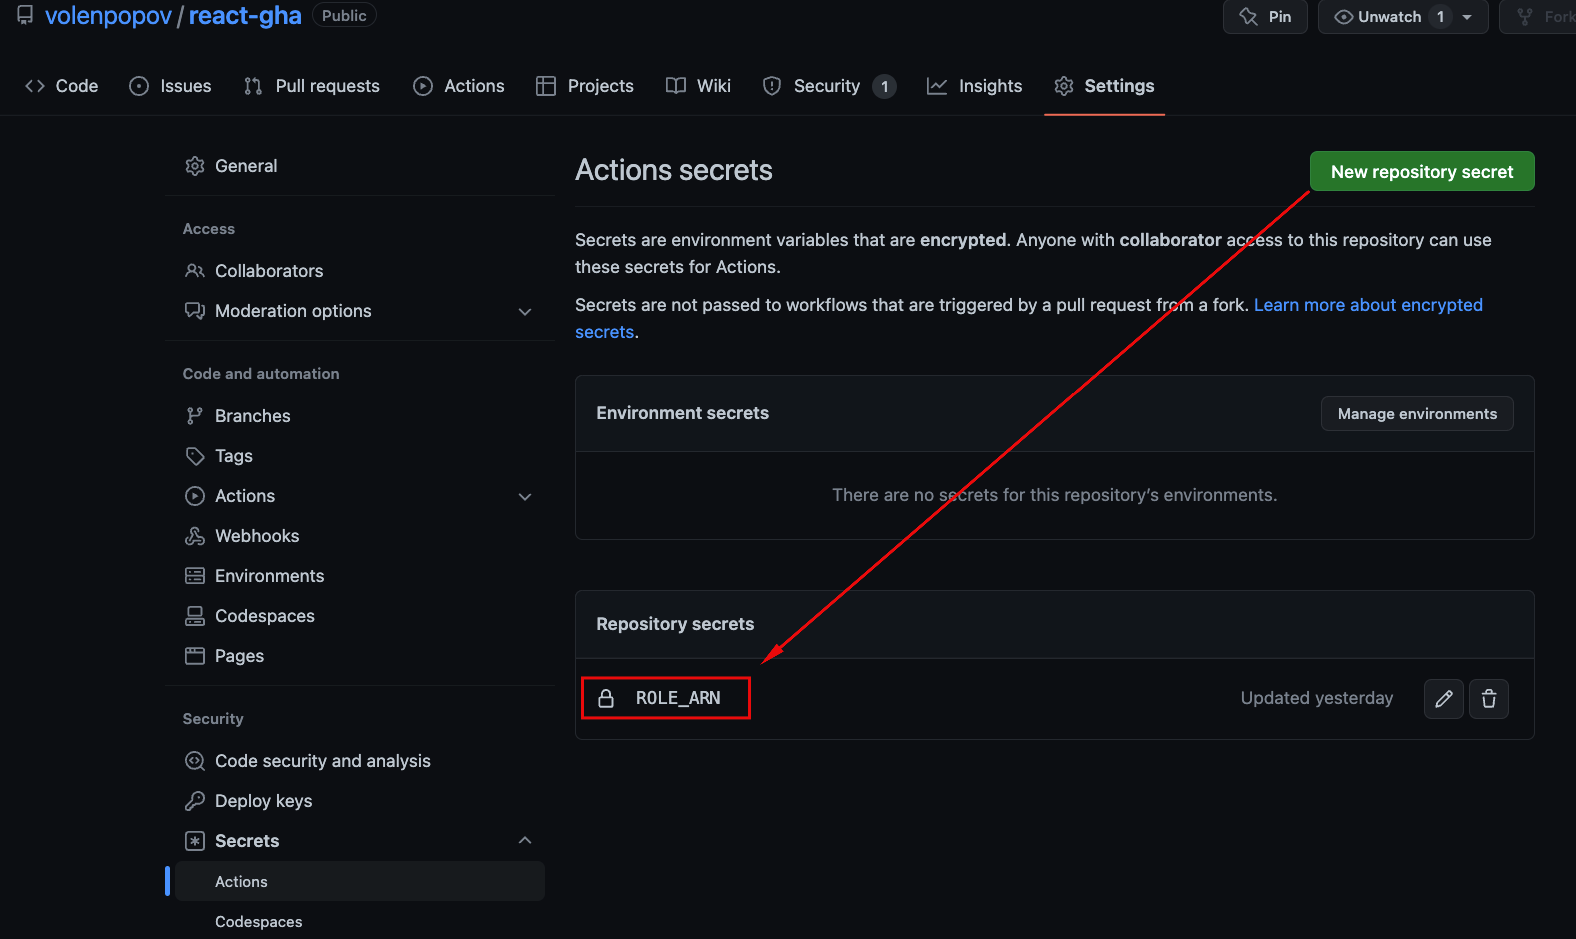 volenpopov / react-gha Public
Pin
Unwatch 1
Fork
Code Issues Pull requests Actions Projects Wiki Security 1 Insights Settings
General
Access
Collaborators
Moderation options
Code and automation
Branches
Tags
Actions
Webhooks
Environments
Codespaces
Pages
Security
Code security and analysis
Deploy keys
Secrets
Actions
Codespaces
Actions secrets
New repository secret
Secrets are environment variables that are encrypted. Anyone with collaborator access to this repository can use
these secrets for Actions.
Secrets are not passed to workflows that are triggered by a pull request from a fork. Learn more about encrypted
secrets.
Environment secrets
Manage environments
There are no secrets for this repository’s environments.
Repository secrets
ROLE_ARN
Updated yesterday